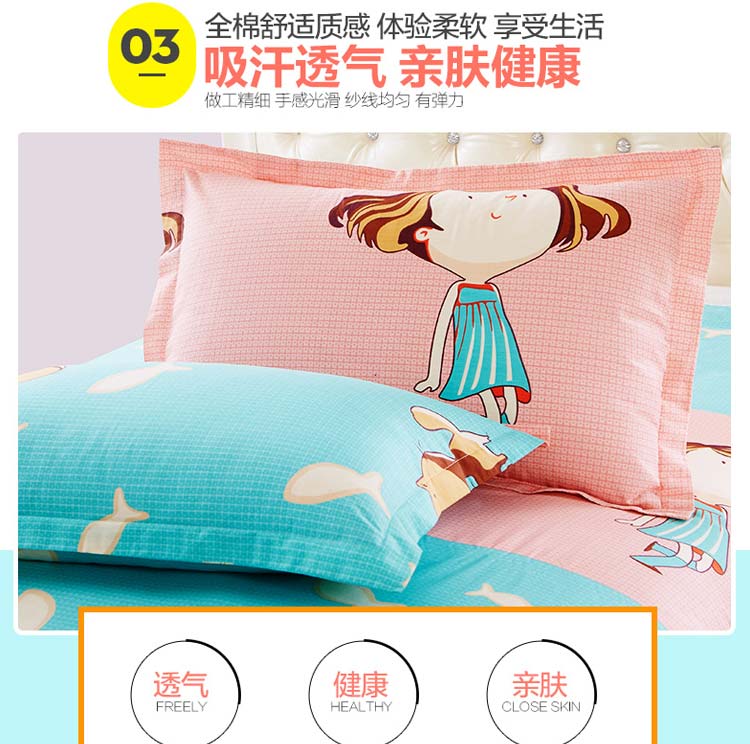 03
全棉舒适质感 体验柔软 享受生活
吸汗透气 亲肤健康
做工精细 手感光滑 纱线均匀 有弹力
透气
FREELY
健康
HEALTHY
亲肤
CLOSE SKIN